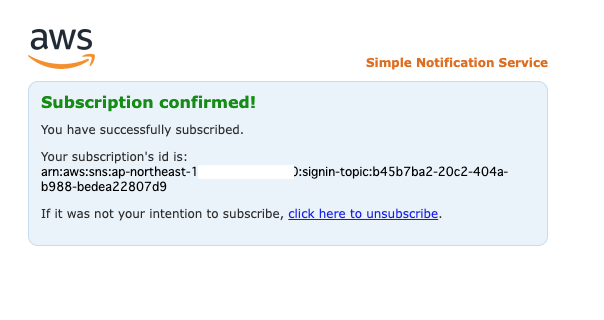 aws
Simple Notification Service
Subscription confirmed!
You have successfully subscribed.
Your subscription's id is:
arn:aws:sns:ap-northeast-1 0:signin-topic:b45b7ba2-20c2-404a-
b988-bedea22807d9
If it was not your intention to subscribe, click here to unsubscribe.